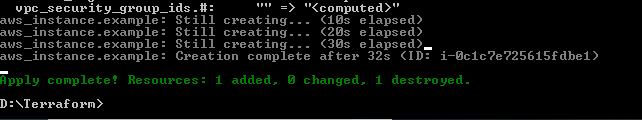 vpc_security_group_ids.#:    "" => "<computed>"
aws_instance.example: Still creating... (10s elapsed)
aws_instance.example: Still creating... (20s elapsed)
aws_instance.example: Still creating... (30s elapsed)
aws_instance.example: Creation complete after 32s (ID: i-0c1c7e725615fdbe1)
Apply complete! Resources: 1 added, 0 changed, 1 destroyed.
D:\Terraform>